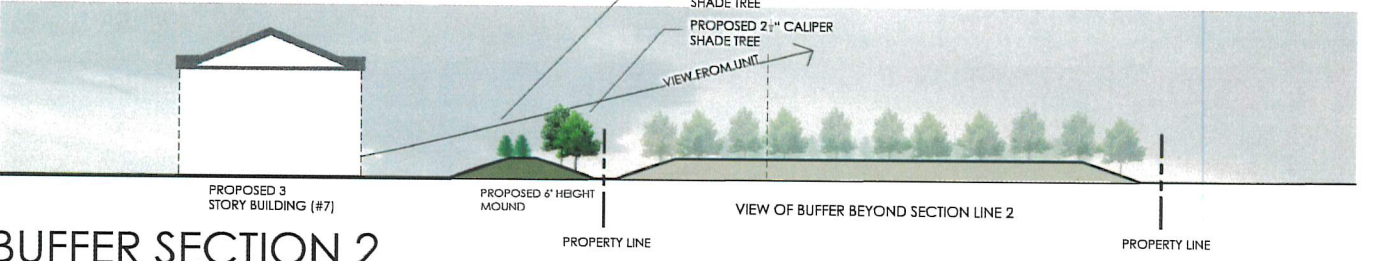 SHADE TREE
PROPOSED 2½" CALIPER
SHADE TREE
VIEW FROM UNIT
PROPOSED 3
STORY BUILDING (#7)
PROPOSED 6' HEIGHT
MOUND
VIEW OF BUFFER BEYOND SECTION LINE 2
PROPERTY LINE
PROPERTY LINE
BUFFER SECTION 2